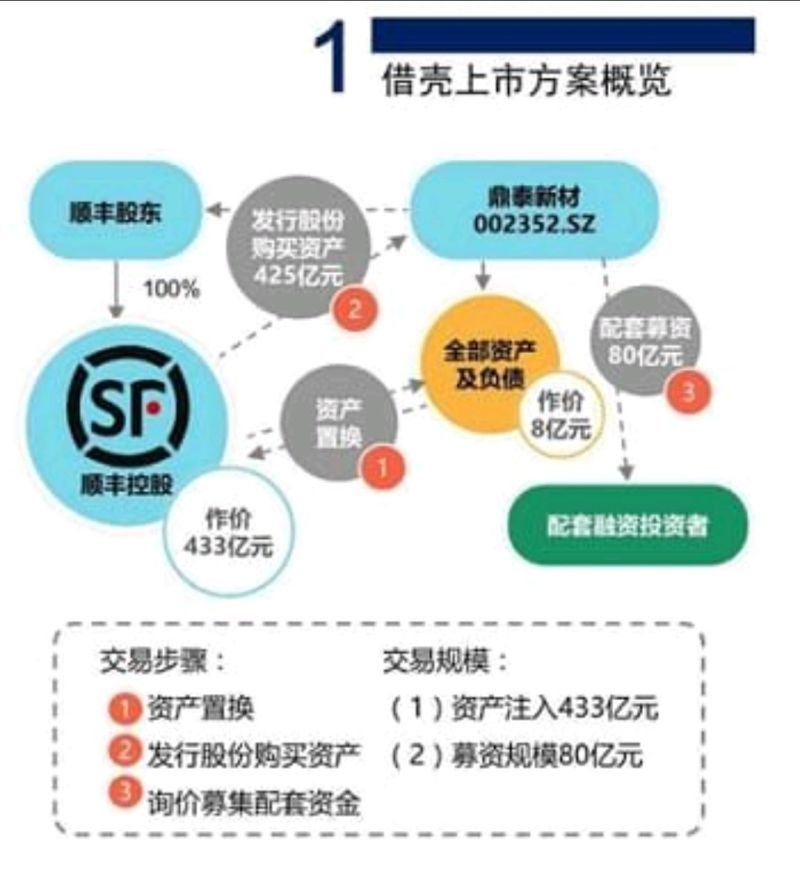 1
借壳上市方案概览
顺丰股东
发行股份
购买资产
425亿元
2
鼎泰新材
002352.SZ
100%
配套募资
80亿元
3
全部资产
及负债
作价
8亿元
资产
置换
1
SF
顺丰控股
作价
433亿元
配套融资投资者
交易步骤：
1 资产置换
2 发行股份购买资产
3 询价募集配套资金
交易规模：
（1）资产注入433亿元
（2）募资规模80亿元